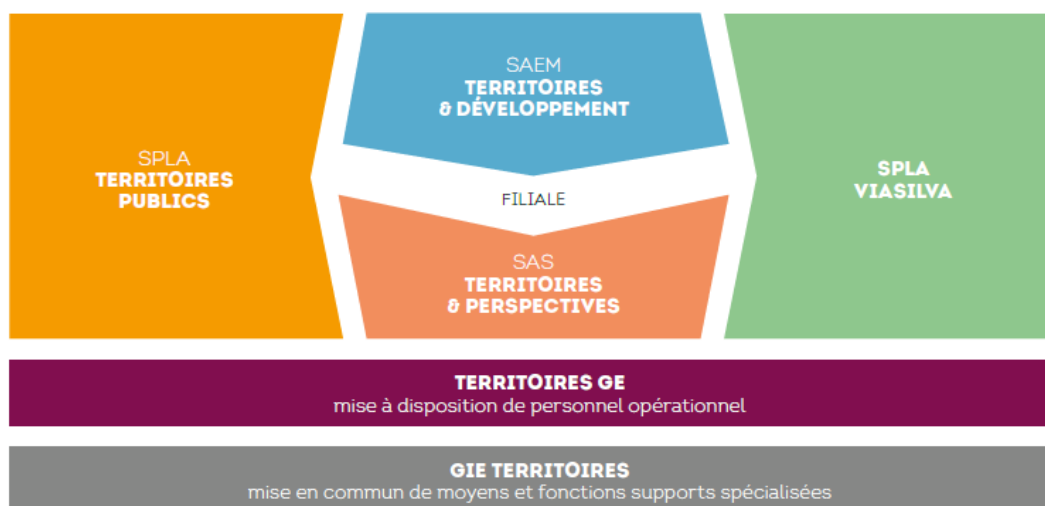 SPLA
TERRITOIRES
PUBLICS
SAEM
TERRITOIRES
& DÉVELOPPEMENT
FILIALE
SAS
TERRITOIRES
& PERSPECTIVES
SPLA
VIASILVA
TERRITOIRES GE
mise à disposition de personnel opérationnel
GIE TERRITOIRES
mise en commun de moyens et fonctions supports spécialisées